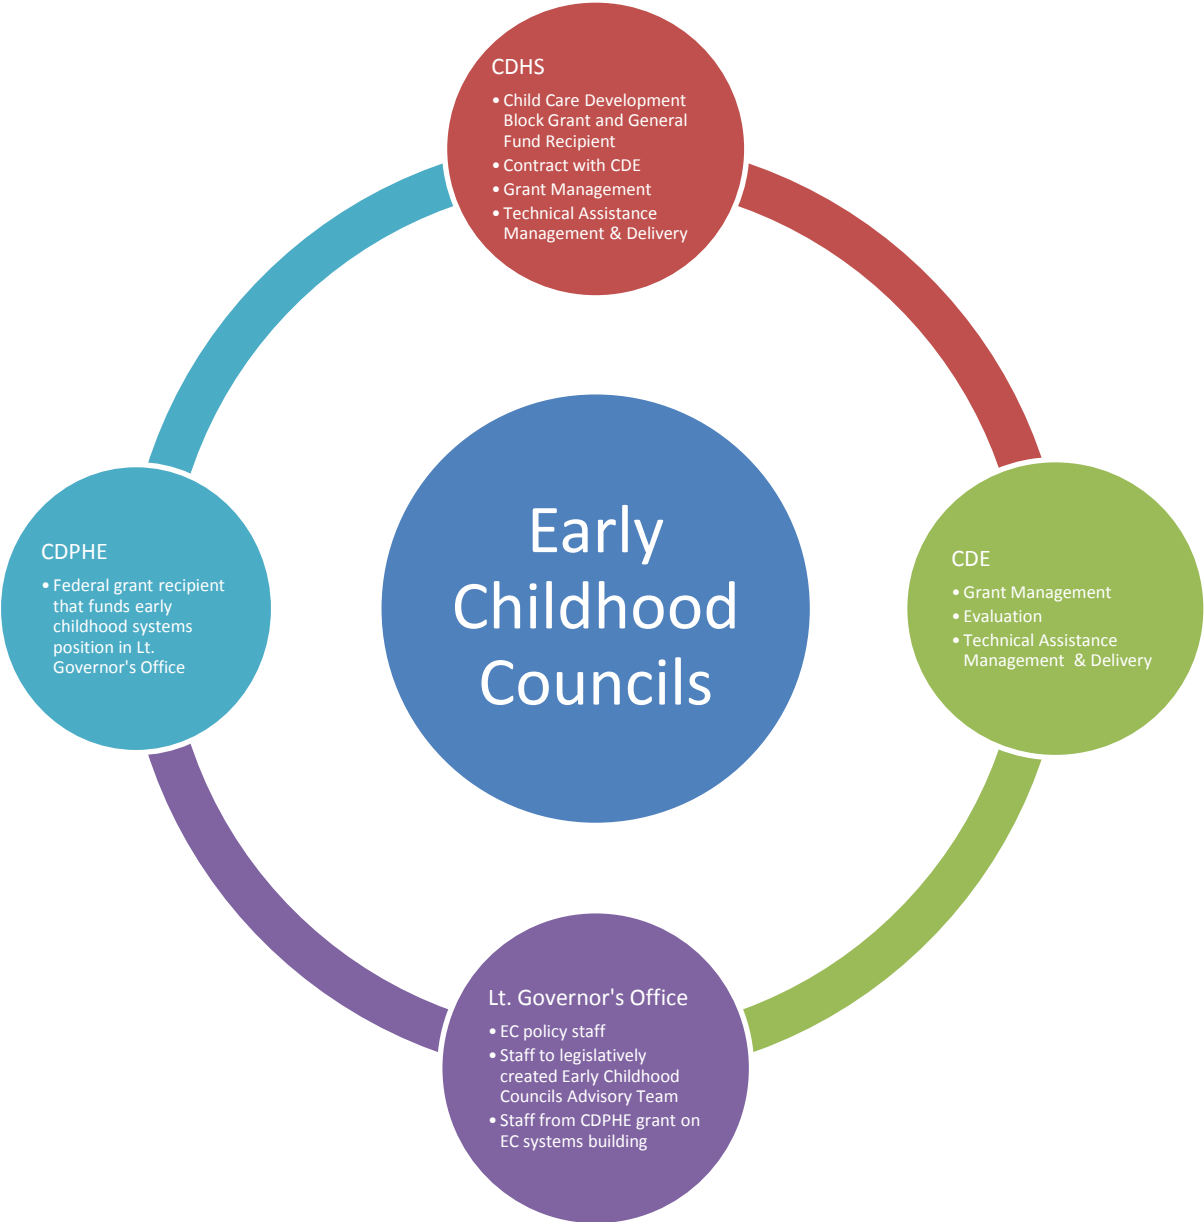 CDHS
• Child Care Development
Block Grant and General
Fund Recipient
• Contract with CDE
• Grant Management
• Technical Assistance
Management & Delivery
Early
Childhood
Councils
CDPHE
• Federal grant recipient
that funds early
childhood systems
position in Lt.
Governor's Office
CDE
• Grant Management
• Evaluation
• Technical Assistance
Management & Delivery
Lt. Governor's Office
• EC policy staff
• Staff to legislatively
created Early Childhood
Councils Advisory Team
• Staff from CDPHE grant on
EC systems building